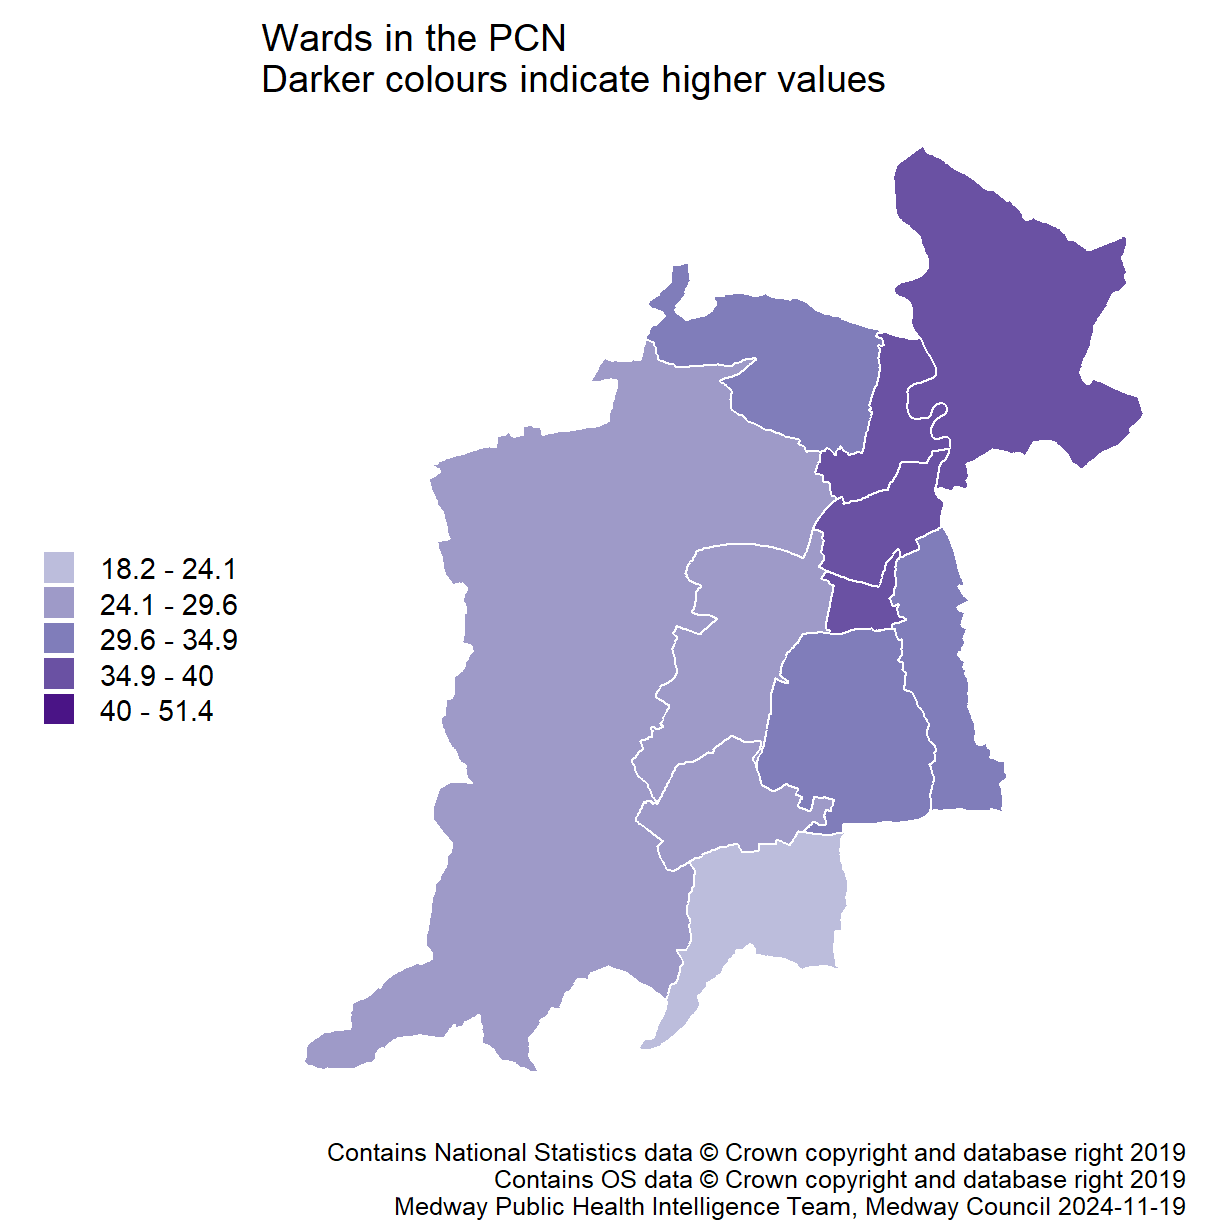 Wards in the PCN
Darker colours indicate higher values
18.2 - 24.1
24.1 - 29.6
29.6 - 34.9
34.9 - 40
40 - 51.4
Contains National Statistics data © Crown copyright and database right 2019
Contains OS data © Crown copyright and database right 2019
Medway Public Health Intelligence Team, Medway Council 2024-11-19